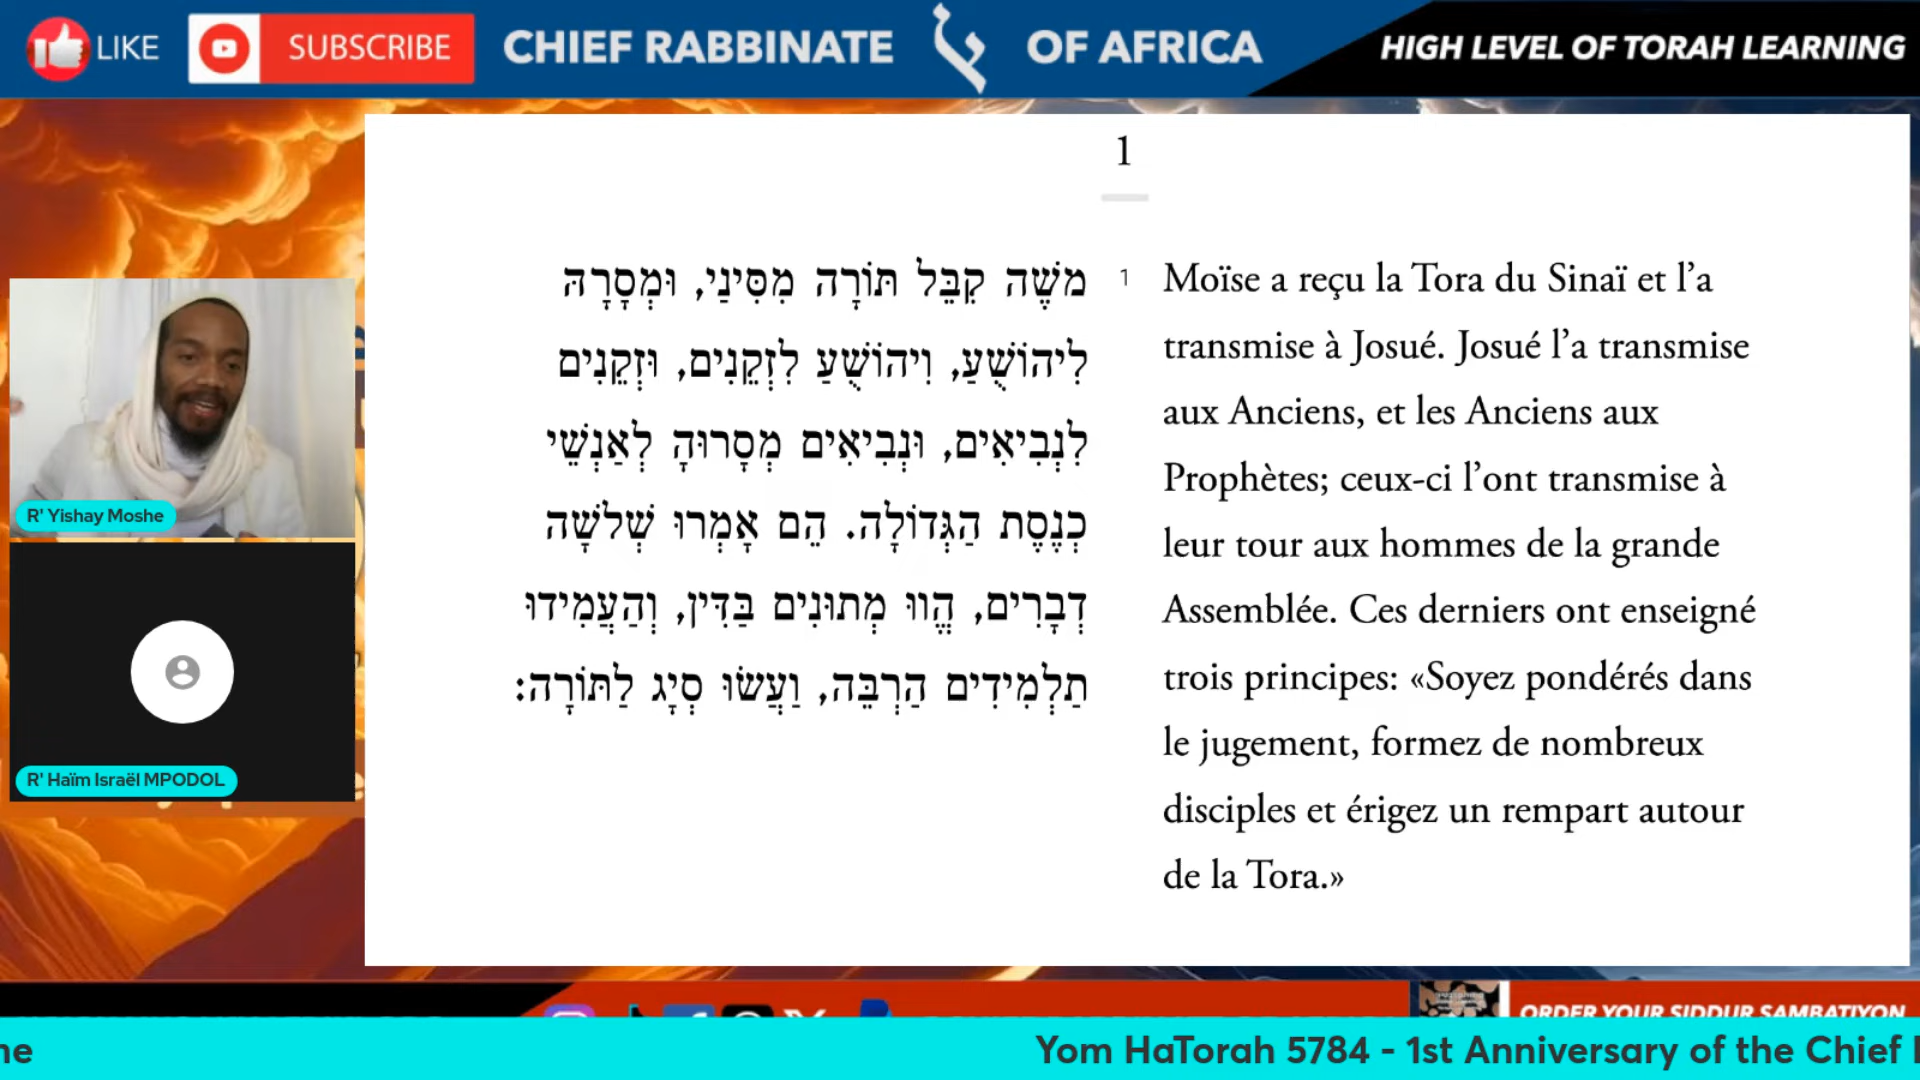 LIKE
SUBSCRIBE
CHIEF RABBINATE
OF AFRICA
HIGH LEVEL OF TORAH LEARNING
1
מֹשֶׁה קִבֵּל תּוֹרָה מִסִּינַי, וּמְסָרָהּ
לִיהוֹשֻׁעַ, וִיהוֹשֻׁעַ לִזְקֵנִים, וּזְקֵנִים
לִנְבִיאִים, וּנְבִיאִים מְסָרוּהָ לְאַנְשֵׁי
כְנֶסֶת הַגְּדוֹלָה. הֵם אָמְרוּ שְׁלֹשָׁה
דְבָרִים, הֱווּ מְתוּנִים בַּדִּין, וְהַעֲמִידוּ
תַלְמִידִים הַרְבֵּה, וַעֲשׂוּ סְיָג לַתּוֹרָה:
1
Moïse a reçu la Tora du Sinaï et l’a
transmise à Josué. Josué l’a transmise
aux Anciens, et les Anciens aux
Prophètes; ceux-ci l’ont transmise à
leur tour aux hommes de la grande
Assemblée. Ces derniers ont enseigné
trois principes: «Soyez pondérés dans
le jugement, formez de nombreux
disciples et érigez un rempart autour
de la Tora.»
R' Yishay Moshe
R' Haïm Israël MPODOL
ORDER YOUR SIDDUR SAMBATIYON
Yom HaTorah 5784 - 1st Anniversary of the Chief